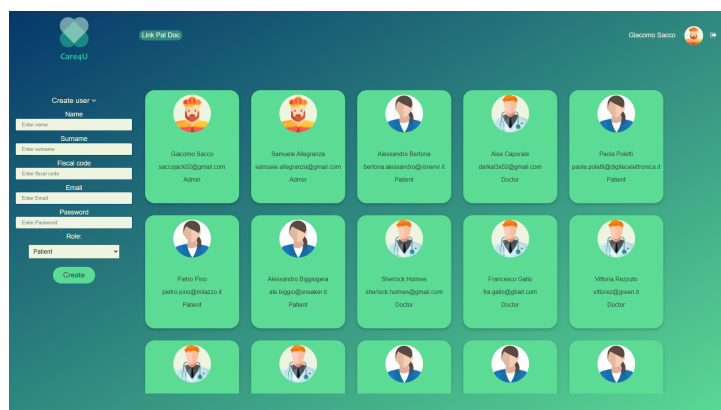 Care4U
Link Pat Doc
Giacomo Sacco
Create user
Name
Enter name
Surname
Enter surname
Fiscal code
Enter fiscal code
Email
Enter Email
Password
Enter Password
Role:
Patient
Create
Giacomo Sacco
saccojack02@gmail.com
Admin
Samuele Allegranza
samuele.allegranza@gmail.com
Admin
Alessandro Bertona
bertona.alessandro@isnervi.it
Patient
Alex Caporale
darkat3k02@gmail.com
Doctor
Paola Poletti
paola.poletti@digitecelettronica.it
Patient
Pietro Pino
pietro.pino@milazzo.it
Patient
Alessandro Biggiogera
ale.biggio@sneaker.it
Patient
Sherlock Holmes
sherlock.holmes@gmail.com
Doctor
Francesco Gallo
fra.gallo@gbail.com
Doctor
Vittoria Rezzuto
vittorez@green.it
Doctor